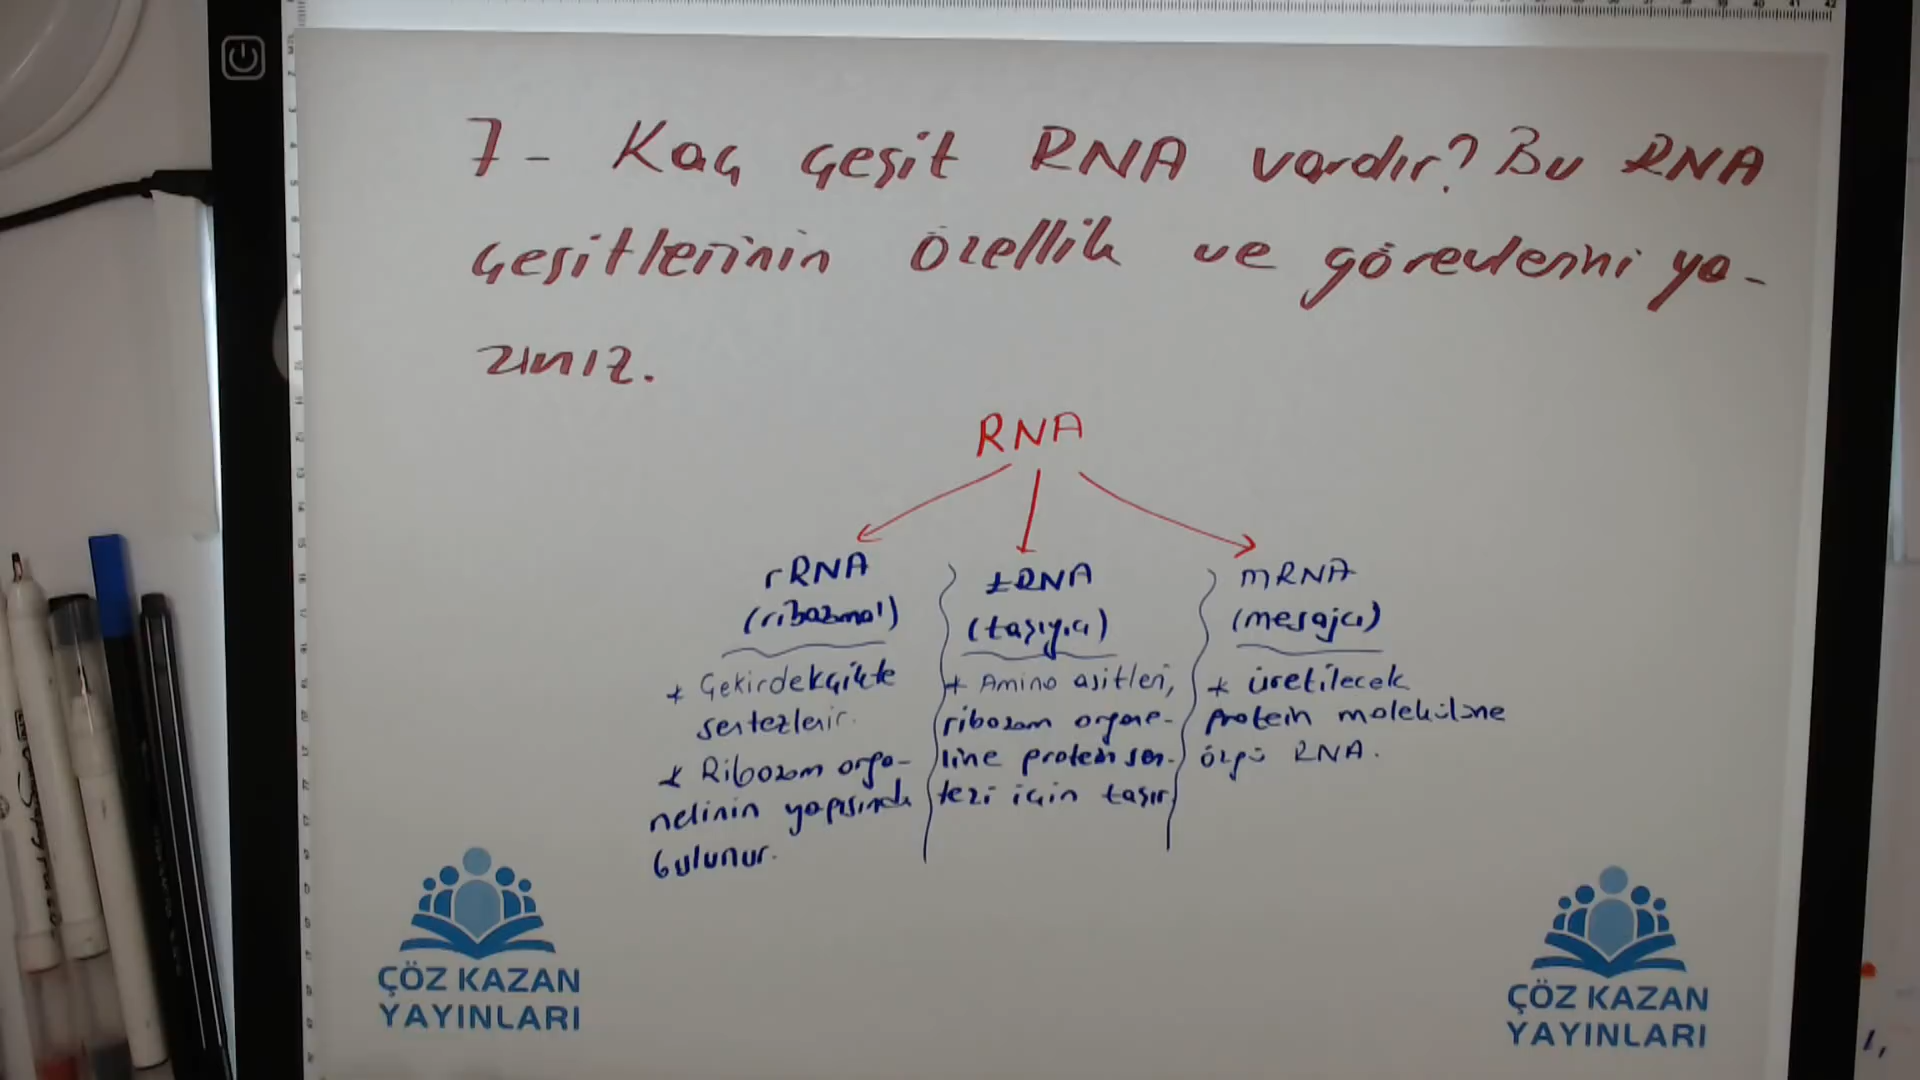 7- Kaç çeşit RNA vardır? Bu RNA
çeşitlerinin özellik ve görevlerini ya-
zınız.
RNA
rRNA
(ribozomal)
* Çekirdekçikte
sentezlenir.
* Ribozom orga-
nelinin yapısında
bulunur.
tRNA
(taşıyıcı)
* Amino asitleri,
ribozom organe-
line protein sen-
tezi için taşır
mRNA
(mesajcı)
* üretilecek
protein molekülüne
özgü RNA.
ÇÖZ KAZAN
YAYINLARI
ÇÖZ KAZAN
YAYINLARI